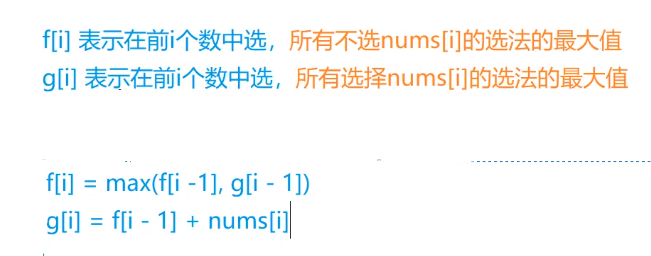 f[i] 表示在前i个数中选，所有不选nums[i]的选法的最大值
g[i] 表示在前i个数中选，所有选择nums[i]的选法的最大值
f[i] = max(f[i -1], g[i - 1])
g[i] = f[i - 1] + nums[i]